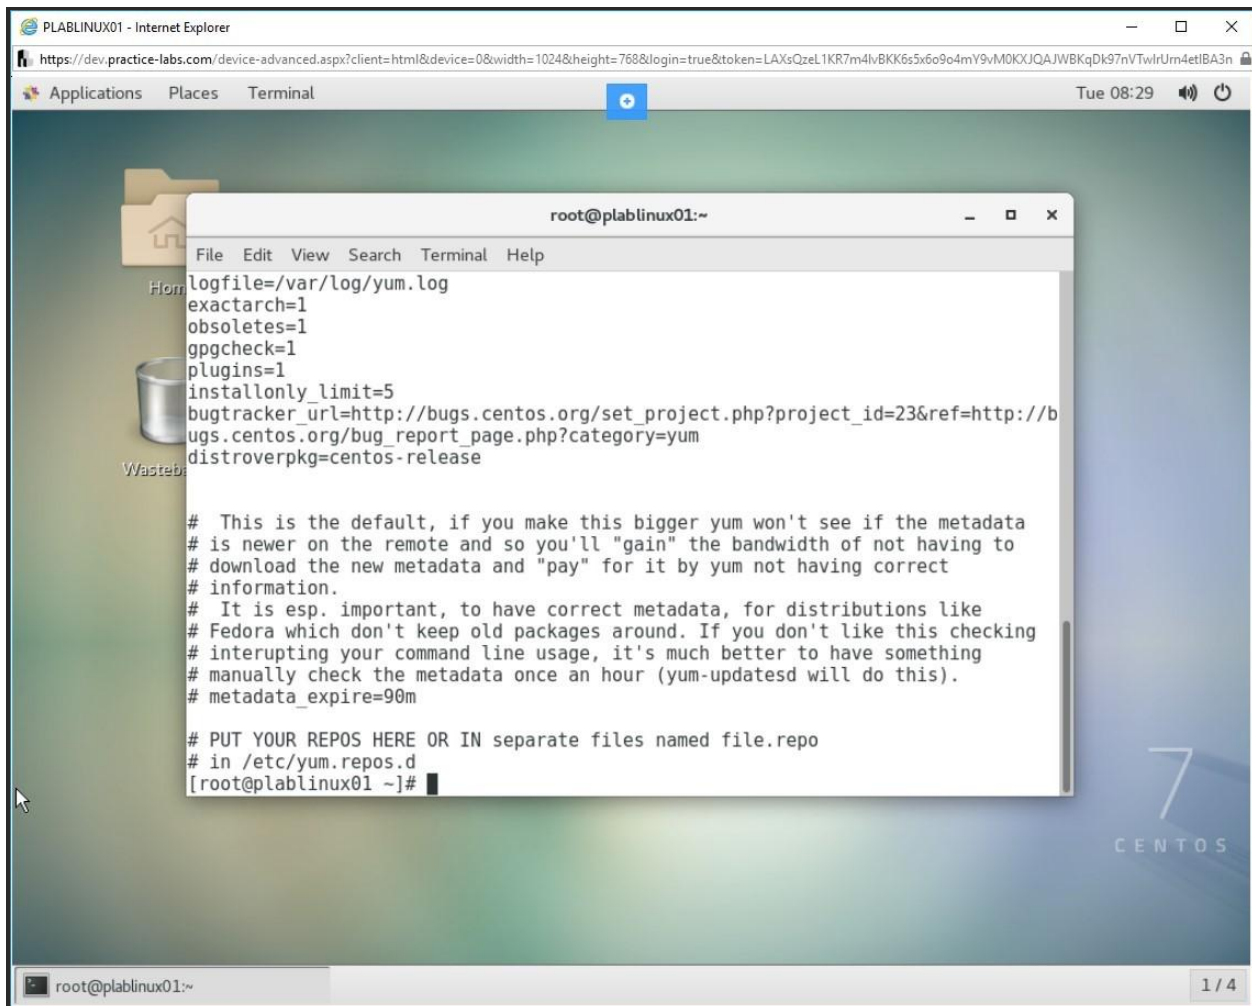 PLABLINUX01 - Internet Explorer
https://dev.practice-labs.com/device-advanced.aspx?client=html&device=0&width=1024&height=768&login=true&token=
Applications Places Terminal Tue 08:29
root@plablinux01:~
File Edit View Search Terminal Help
Hom
logfile=/var/log/yum.log
exactarch=1
obsoletes=1
gpgcheck=1
plugins=1
installonly_limit=5
bugtracker_url=http://bugs.centos.org/set_project.php?project_id=23&ref=http://b
ugs.centos.org/bug_report_page.php?category=yum
Wasteb
distroverpkg=centos-release
#  This is the default, if you make this bigger yum won't see if the metadata
# is newer on the remote and so you'll "gain" the bandwidth of not having to
# download the new metadata and "pay" for it by yum not having correct
# information.
#  It is esp. important, to have correct metadata, for distributions like
# Fedora which don't keep old packages around. If you don't like this checking
# interupting your command line usage, it's much better to have something
# manually check the metadata once an hour (yum-updatesd will do this).
# metadata_expire=90m
# PUT YOUR REPOS HERE OR IN separate files named file.repo
# in /etc/yum.repos.d
[root@plablinux01 ~]#
7
CENTOS
root@plablinux01:~
1 / 4